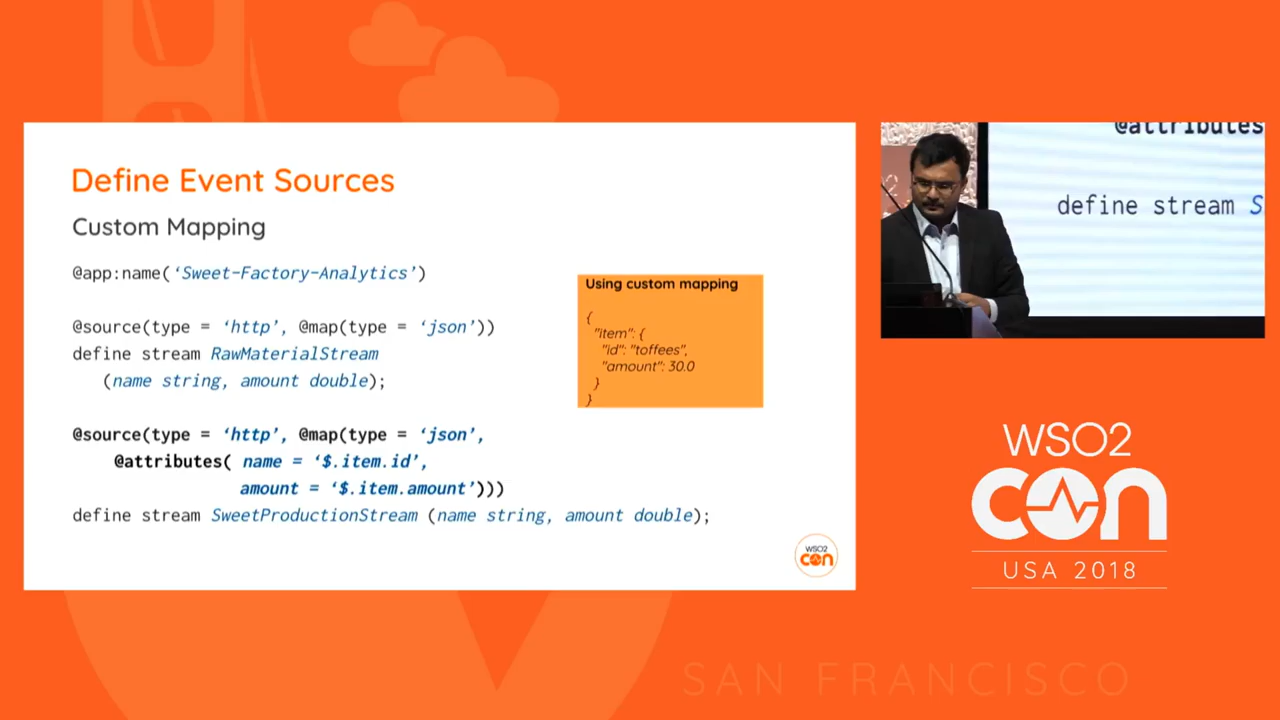 Define Event Sources
Custom Mapping
@app:name(‘Sweet-Factory-Analytics’)
@source(type = ‘http’, @map(type = ‘json’))
define stream RawMaterialStream
(name string, amount double);
@source(type = ‘http’, @map(type = ‘json’,
@attributes( name = ‘$.item.id’,
amount = ‘$.item.amount’)))
define stream SweetProductionStream (name string, amount double);
Using custom mapping
{
"item": {
"id": "toffees",
"amount": 30.0
}
}
WSO2
con
@attributes
define stream S
WSO2
con
USA 2018
SAN FRANCISCO